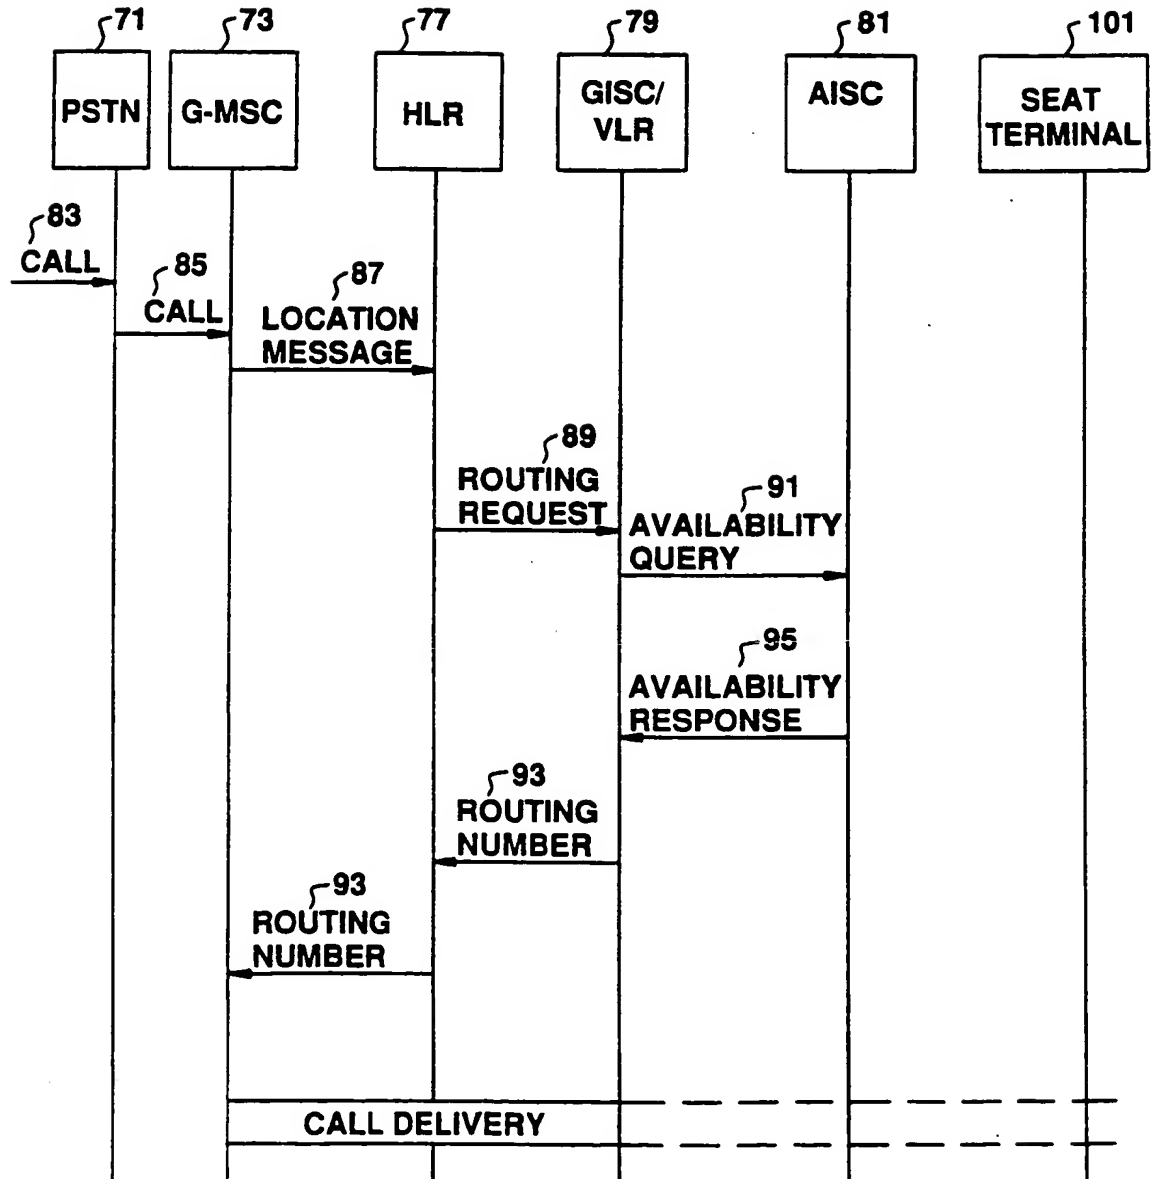 71
73
77
79
81
101
PSTN
G-MSC
HLR
GISC/
VLR
AISC
SEAT
TERMINAL
83
CALL
85
CALL
87
LOCATION
MESSAGE
89
ROUTING
REQUEST
91
AVAILABILITY
QUERY
95
AVAILABILITY
RESPONSE
93
ROUTING
NUMBER
93
ROUTING
NUMBER
CALL DELIVERY